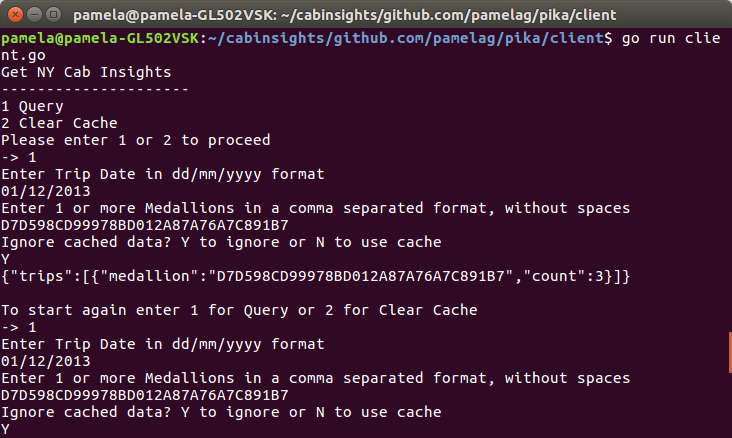 pamela@pamela-GL502VSK: ~/cabinsights/github.com/pamelag/pika/client
pamela@pamela-GL502VSK:~/cabinsights/github.com/pamelag/pika/client$ go run clie
nt.go
Get NY Cab Insights
---------------------
1 Query
2 Clear Cache
Please enter 1 or 2 to proceed
-> 1
Enter Trip Date in dd/mm/yyyy format
01/12/2013
Enter 1 or more Medallions in a comma separated format, without spaces
D7D598CD99978BD012A87A76A7C891B7
Ignore cached data? Y to ignore or N to use cache
Y
{"trips":[{"medallion":"D7D598CD99978BD012A87A76A7C891B7","count":3}]}
To start again enter 1 for Query or 2 for Clear Cache
-> 1
Enter Trip Date in dd/mm/yyyy format
01/12/2013
Enter 1 or more Medallions in a comma separated format, without spaces
D7D598CD99978BD012A87A76A7C891B7
Ignore cached data? Y to ignore or N to use cache
Y